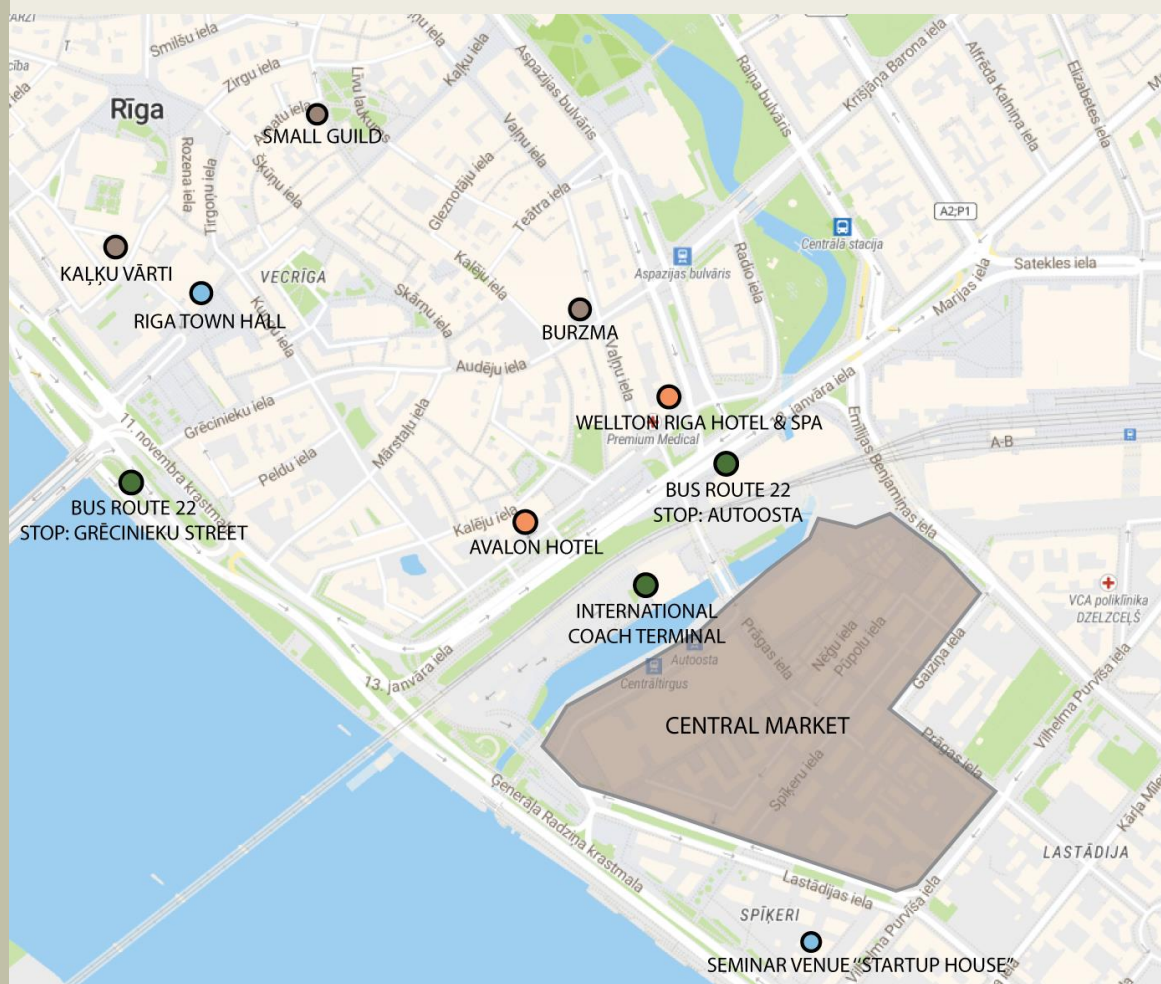 Smilšu iela
Zirgu iela
Rīga
SMALL GUILD
Līvu laukums
Kaļķu iela
Aspazijas bulvāris
Raiņa bulvāris
Krišjāņa Barona iela
Alfrēda Kalniņa iela
Elizabetes iela
Rozena iela
Tirgoņu iela
Šķūņu iela
Gleznotāju iela
Vaļņu iela
Teātra iela
A2;P1
Centrālā stacija
KAĻĶU VĀRTI
VECRĪGA
Kaļēju iela
Aspazijas bulvāris
Radio iela
Satekles iela
Marijas iela
RIGA TOWN HALL
Kungu iela
Skārņu iela
BURZMA
Audēju iela
Vaļņu iela
13. janvāra iela
11. novembra krastmala
Grēcinieku iela
Mārstaļu iela
WELLTON RIGA HOTEL & SPA
Premium Medical
Emīlijas Benjamiņas iela
A-B
Peldu iela
BUS ROUTE 22
STOP: GRĒCINIEKU STREET
BUS ROUTE 22
STOP: AUTOOSTA
Kalēju iela
AVALON HOTEL
INTERNATIONAL
COACH TERMINAL
Autoosta
Centrāltirgus
Prāgas iela
Nēģu iela
Pūpolu iela
Gaiziņa iela
VCA poliklīnika
DZELZCEĻŠ
13. janvāra iela
CENTRAL MARKET
Prāgas iela
Vilhelma Purvīša iela
Spīķeru iela
Ģenerāļa Radziņa krastmala
Lastādijas iela
LASTĀDIJA
SPĪĶERI
Vilhelma Purvīša iela
SEMINAR VENUE "STARTUP HOUSE"